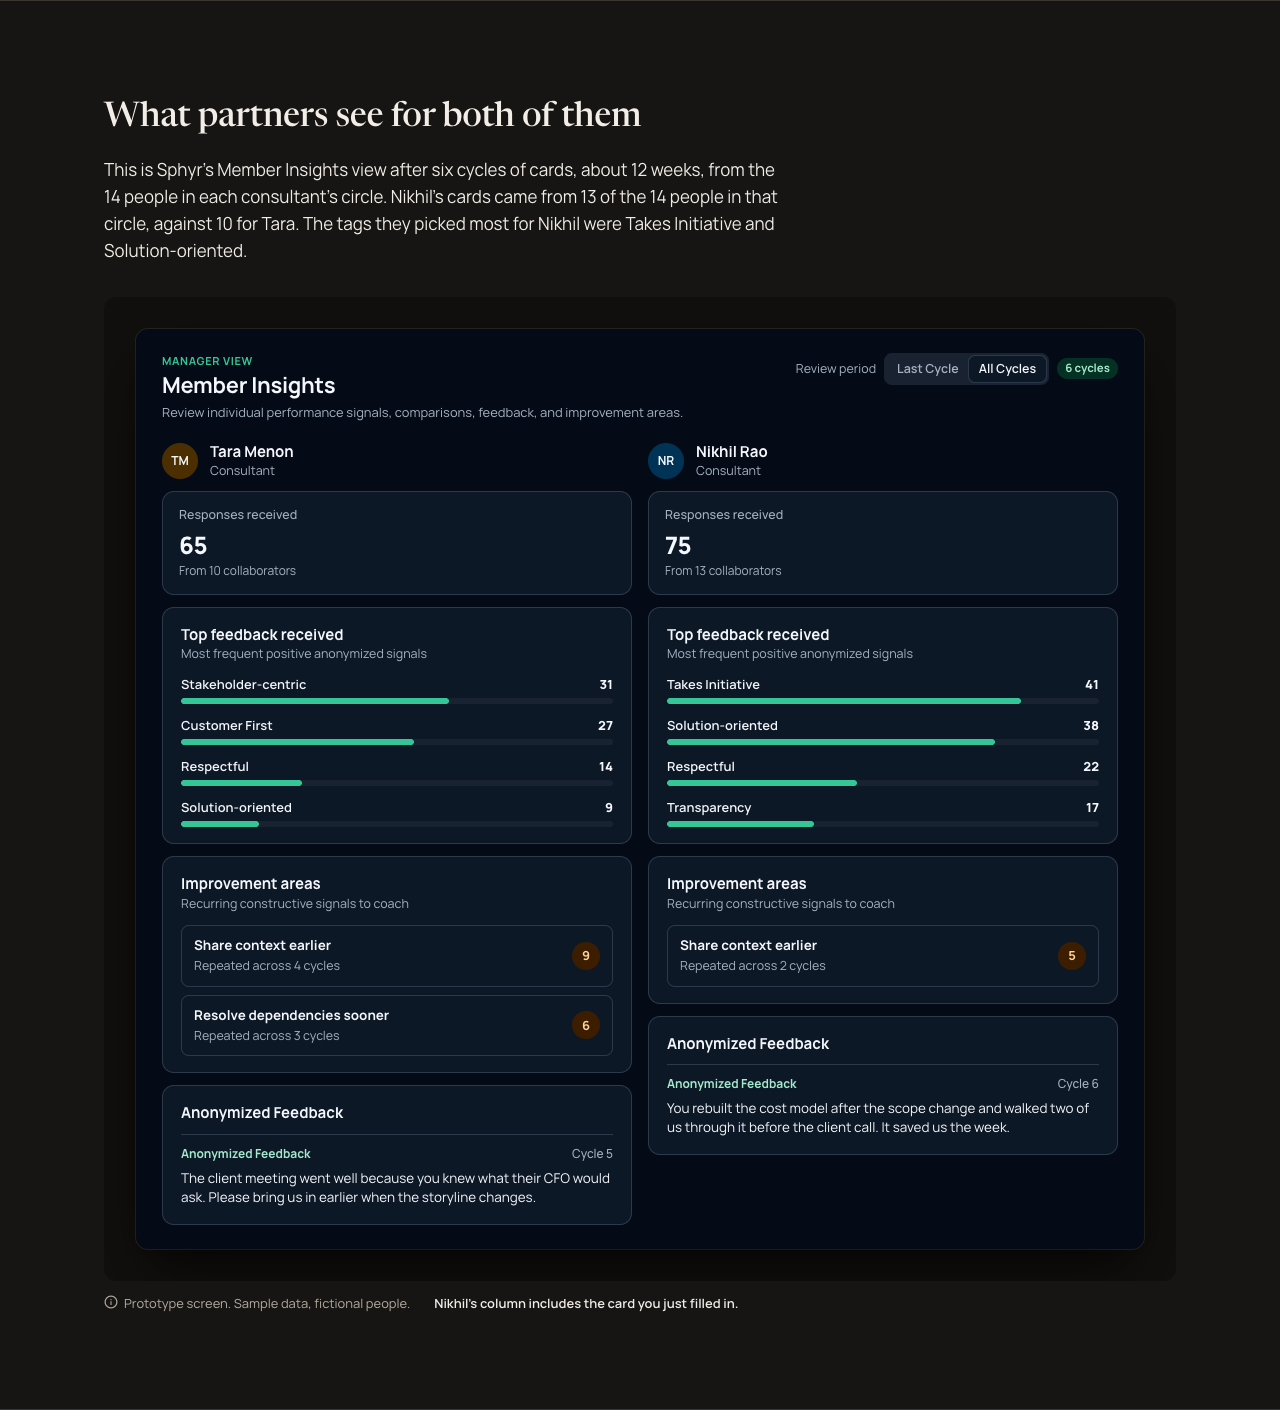 What partners see for both of them
This is Sphyr's Member Insights view after six cycles of cards, about 12 weeks, from the
14 people in each consultant's circle. Nikhil's cards came from 13 of the 14 people in that
circle, against 10 for Tara. The tags they picked most for Nikhil were Takes Initiative and
Solution-oriented.
MANAGER VIEW
Member Insights
Review individual performance signals, comparisons, feedback, and improvement areas.
Review period
Last Cycle
All Cycles
6 cycles
TM
Tara Menon
Consultant
Responses received
65
From 10 collaborators
Top feedback received
Most frequent positive anonymized signals
Stakeholder-centric 31
Customer First 27
Respectful 14
Solution-oriented 9
Improvement areas
Recurring constructive signals to coach
Share context earlier
Repeated across 4 cycles
9
Resolve dependencies sooner
Repeated across 3 cycles
6
Anonymized Feedback
Anonymized Feedback Cycle 5
The client meeting went well because you knew what their CFO would
ask. Please bring us in earlier when the storyline changes.
NR
Nikhil Rao
Consultant
Responses received
75
From 13 collaborators
Top feedback received
Most frequent positive anonymized signals
Takes Initiative 41
Solution-oriented 38
Respectful 22
Transparency 17
Improvement areas
Recurring constructive signals to coach
Share context earlier
Repeated across 2 cycles
5
Anonymized Feedback
Anonymized Feedback Cycle 6
You rebuilt the cost model after the scope change and walked two of
us through it before the client call. It saved us the week.
Prototype screen. Sample data, fictional people. Nikhil's column includes the card you just filled in.